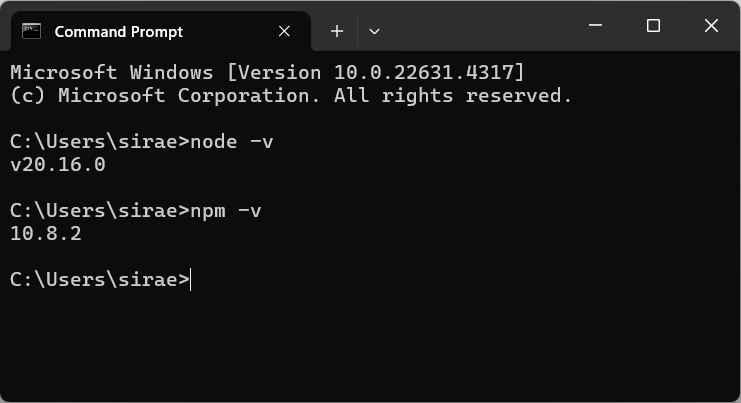 Command Prompt
Microsoft Windows [Version 10.0.22631.4317]
(c) Microsoft Corporation. All rights reserved.
C:\Users\sirae>node -v
v20.16.0
C:\Users\sirae>npm -v
10.8.2
C:\Users\sirae>